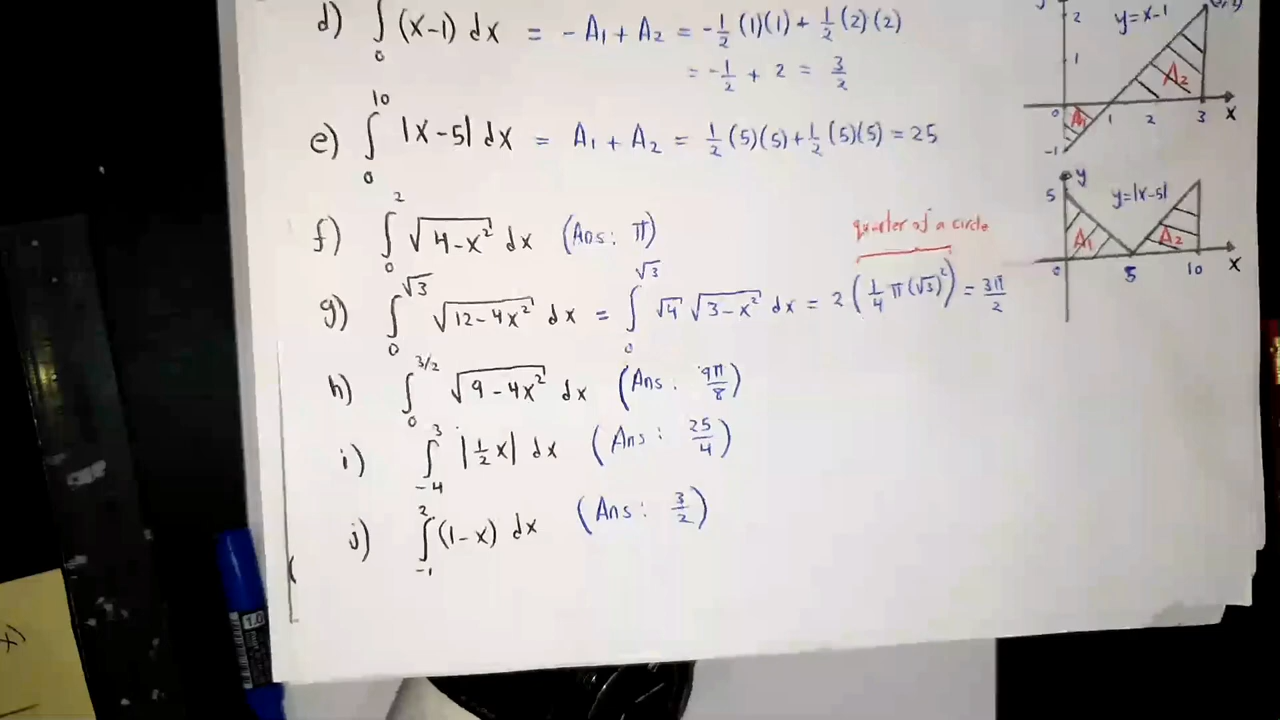 d) ∫₀ (x-1) dx = - A₁ + A₂ = -½ (1)(1) + ½ (2)(2)
= -½ + 2 = 3/2
e) ∫₀¹⁰ |x-5| dx = A₁ + A₂ = ½ (5)(5) + ½ (5)(5) = 25
f) ∫₀² √(4-x²) dx (Ans: π)
quarter of a circle
g) ∫₀^√3 √(12-4x²) dx = ∫₀^√3 √4 √(3-x²) dx = 2 (¼ π (√3)²) = 3π/2
h) ∫₀^3/2 √(9-4x²) dx (Ans: 9π/8)
i) ∫₋₄³ |½x| dx (Ans: 25/4)
j) ∫₋₁² (1-x) dx (Ans: 3/2)
2 y=x-1
1
A₂
0 A₁ 1 2 3 x
-1
y
5 y=|x-5|
A₁ A₂
0 5 10 x
1.0